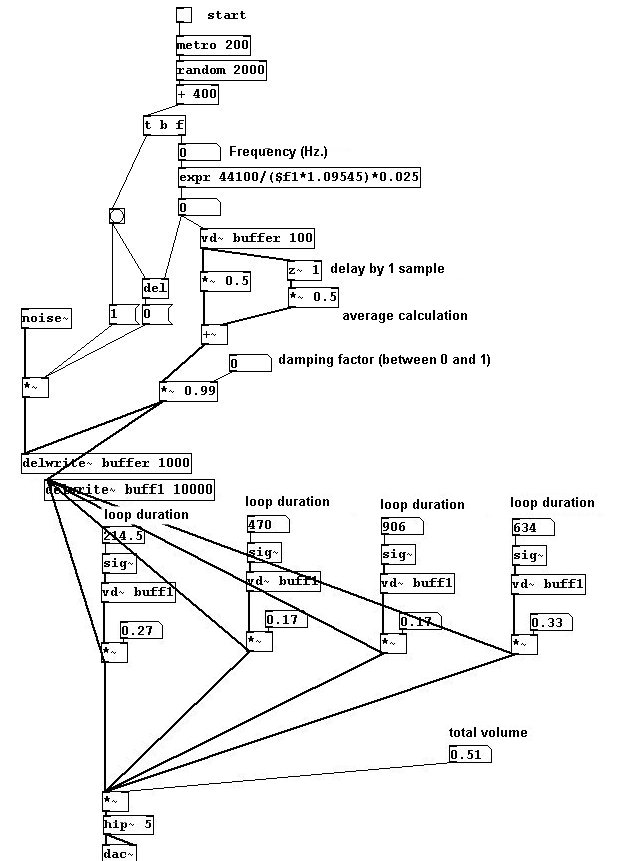 start
metro 200
random 2000
+ 400
t b f
0
Frequency (Hz.)
expr 44100/($f1*1.09545)*0.025
0
vd~ buffer 100
z~ 1
delay by 1 sample
*~ 0.5
del
*~ 0.5
noise~
1
0
average calculation
+~
0
damping factor (between 0 and 1)
*~
*~ 0.99
delwrite~ buffer 1000
delwrite~ buff1 10000
loop duration
loop duration
loop duration
loop duration
214.5
470
906
634
sig~
sig~
sig~
sig~
vd~ buff1
vd~ buff1
vd~ buff1
vd~ buff1
0.27
0.17
0.17
0.33
*~
*~
*~
*~
total volume
0.51
*~
hip~ 5
dac~